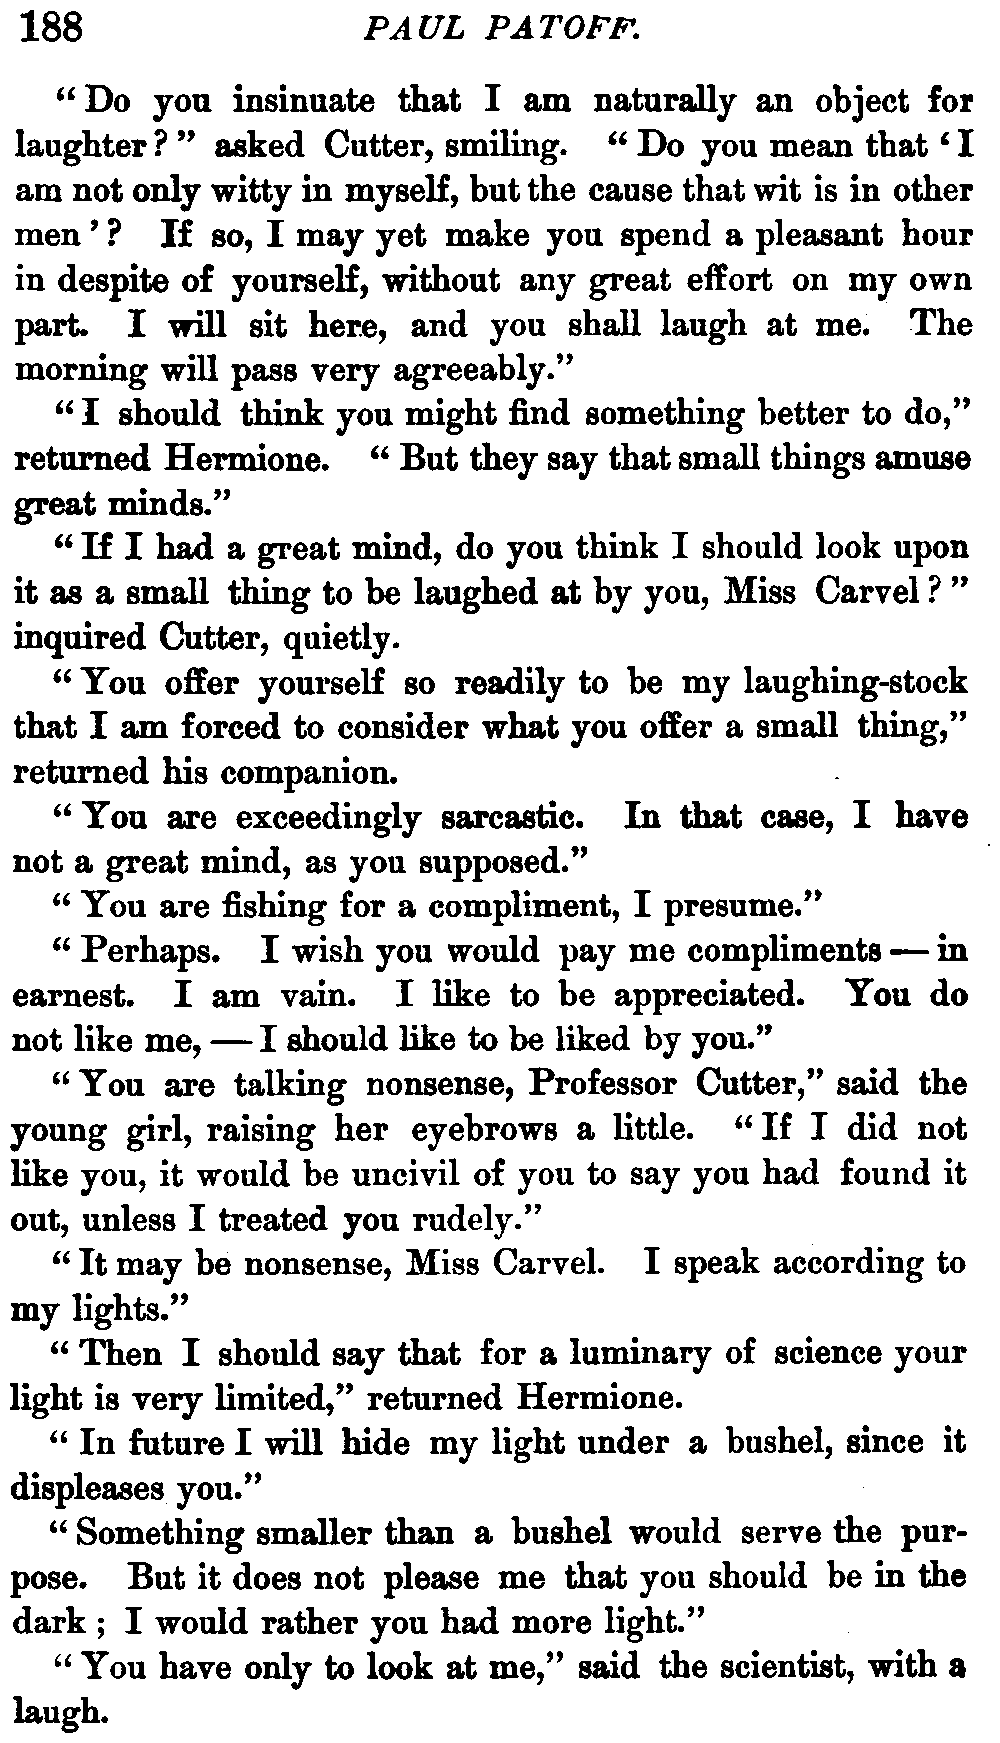 188 PAUL PATOFF.
"Do you insinuate that I am naturally an object for
laughter?" asked Cutter, smiling. "Do you mean that 'I
am not only witty in myself, but the cause that wit is in other
men'? If so, I may yet make you spend a pleasant hour
in despite of yourself, without any great effort on my own
part. I will sit here, and you shall laugh at me. The
morning will pass very agreeably."
"I should think you might find something better to do,"
returned Hermione. "But they say that small things amuse
great minds."
"If I had a great mind, do you think I should look upon
it as a small thing to be laughed at by you, Miss Carvel?"
inquired Cutter, quietly.
"You offer yourself so readily to be my laughing-stock
that I am forced to consider what you offer a small thing,"
returned his companion.
"You are exceedingly sarcastic. In that case, I have
not a great mind, as you supposed."
"You are fishing for a compliment, I presume."
"Perhaps. I wish you would pay me compliments — in
earnest. I am vain. I like to be appreciated. You do
not like me, — I should like to be liked by you."
"You are talking nonsense, Professor Cutter," said the
young girl, raising her eyebrows a little. "If I did not
like you, it would be uncivil of you to say you had found it
out, unless I treated you rudely."
"It may be nonsense, Miss Carvel. I speak according to
my lights."
"Then I should say that for a luminary of science your
light is very limited," returned Hermione.
"In future I will hide my light under a bushel, since it
displeases you."
"Something smaller than a bushel would serve the pur-
pose. But it does not please me that you should be in the
dark; I would rather you had more light."
"You have only to look at me," said the scientist, with a
laugh.